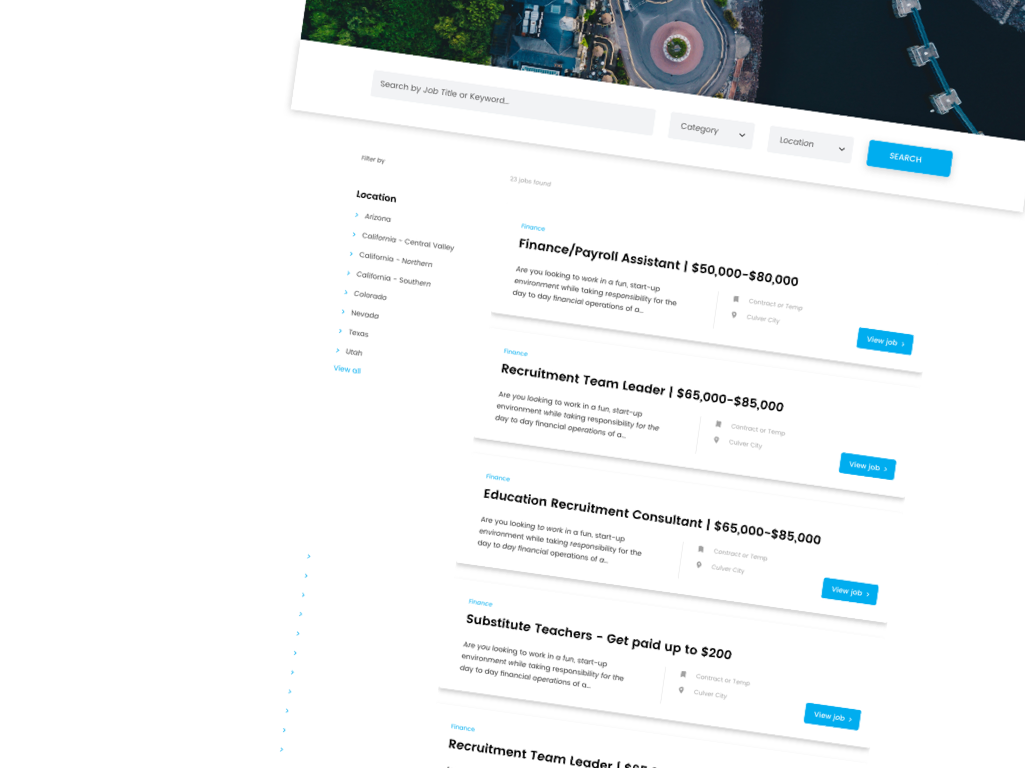 Search by Job Title or Keyword...
Category
Location
SEARCH
Filter by
23 jobs found
Location
Arizona
California - Central Valley
California - Northern
California - Southern
Colorado
Nevada
Texas
Utah
View all
Finance
Finance/Payroll Assistant | $50,000-$80,000
Are you looking to work in a fun, start-up
environment while taking responsibility for the
day to day financial operations of a...
Contract or Temp
Culver City
View job
Finance
Recruitment Team Leader | $65,000-$85,000
Are you looking to work in a fun, start-up
environment while taking responsibility for the
day to day financial operations of a...
Contract or Temp
Culver City
View job
Finance
Education Recruitment Consultant | $65,000-$85,000
Are you looking to work in a fun, start-up
environment while taking responsibility for the
day to day financial operations of a...
Contract or Temp
Culver City
View job
Finance
Substitute Teachers - Get paid up to $200
Are you looking to work in a fun, start-up
environment while taking responsibility for the
day to day financial operations of a...
Contract or Temp
Culver City
View job
Finance
Recruitment Team Leader |